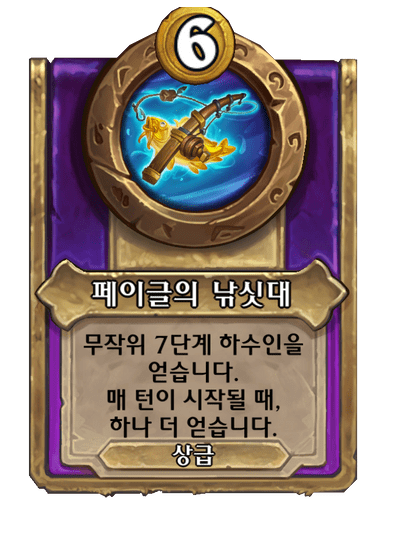 6
페이글의 낚싯대
무작위 7단계 하수인을
얻습니다.
매 턴이 시작될 때,
하나 더 얻습니다.
상급